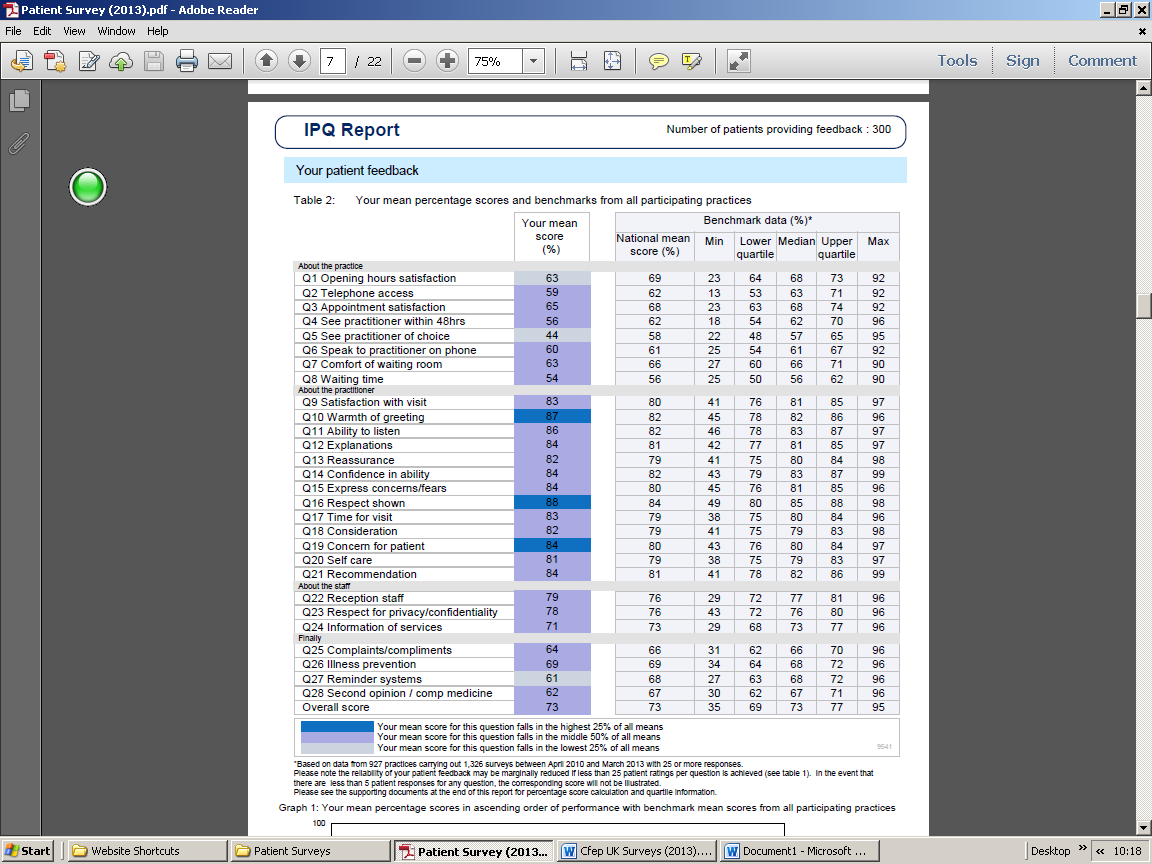 Patient Survey (2013).pdf - Adobe Reader
File Edit View Window Help
7 / 22 75% Tools Sign Comment
IPQ Report Number of patients providing feedback : 300
Your patient feedback
Table 2: Your mean percentage scores and benchmarks from all participating practices
Your mean score (%) Benchmark data (%)*
National mean score (%) Min Lower quartile Median Upper quartile Max
About the practice
Q1 Opening hours satisfaction 63 69 23 64 68 73 92
Q2 Telephone access 59 62 13 53 63 71 92
Q3 Appointment satisfaction 65 68 23 63 68 74 92
Q4 See practitioner within 48hrs 56 62 18 54 62 70 96
Q5 See practitioner of choice 44 58 22 48 57 65 95
Q6 Speak to practitioner on phone 60 61 25 54 61 67 92
Q7 Comfort of waiting room 63 66 27 60 66 71 90
Q8 Waiting time 54 56 25 50 56 62 90
About the practitioner
Q9 Satisfaction with visit 83 80 41 76 81 85 97
Q10 Warmth of greeting 87 82 45 78 82 86 96
Q11 Ability to listen 86 82 46 78 83 87 97
Q12 Explanations 84 81 42 77 81 85 97
Q13 Reassurance 82 79 41 75 80 84 98
Q14 Confidence in ability 84 82 43 79 83 87 99
Q15 Express concerns/fears 84 80 45 76 81 85 96
Q16 Respect shown 88 84 49 80 85 88 98
Q17 Time for visit 83 79 38 75 80 84 96
Q18 Consideration 82 79 41 75 79 83 98
Q19 Concern for patient 84 80 43 76 80 84 97
Q20 Self care 81 79 38 75 79 83 97
Q21 Recommendation 84 81 41 78 82 86 99
About the staff
Q22 Reception staff 79 76 29 72 77 81 96
Q23 Respect for privacy/confidentiality 78 76 43 72 76 80 96
Q24 Information of services 71 73 29 68 73 77 96
Finally
Q25 Complaints/compliments 64 66 31 62 66 70 96
Q26 Illness prevention 69 69 34 64 68 72 96
Q27 Reminder systems 61 68 27 63 68 72 96
Q28 Second opinion / comp medicine 62 67 30 62 67 71 96
Overall score 73 73 35 69 73 77 95
Your mean score for this question falls in the highest 25% of all means
Your mean score for this question falls in the middle 50% of all means
Your mean score for this question falls in the lowest 25% of all means
9541
*Based on data from 927 practices carrying out 1,326 surveys between April 2010 and March 2013 with 25 or more responses.
Please note the reliability of your patient feedback may be marginally reduced if less than 25 patient ratings per question is achieved (see table 1). In the event that
there are less than 5 patient responses for any question, the corresponding score will not be illustrated.
Please see the supporting documents at the end of this report for percentage score calculation and quartile information.
Graph 1: Your mean percentage scores in ascending order of performance with benchmark mean scores from all participating practices
100
Start Website Shortcuts Patient Surveys Patient Survey (2013... Cfep UK Surveys (2013).... Document1 - Microsoft ... Desktop » « 10:18